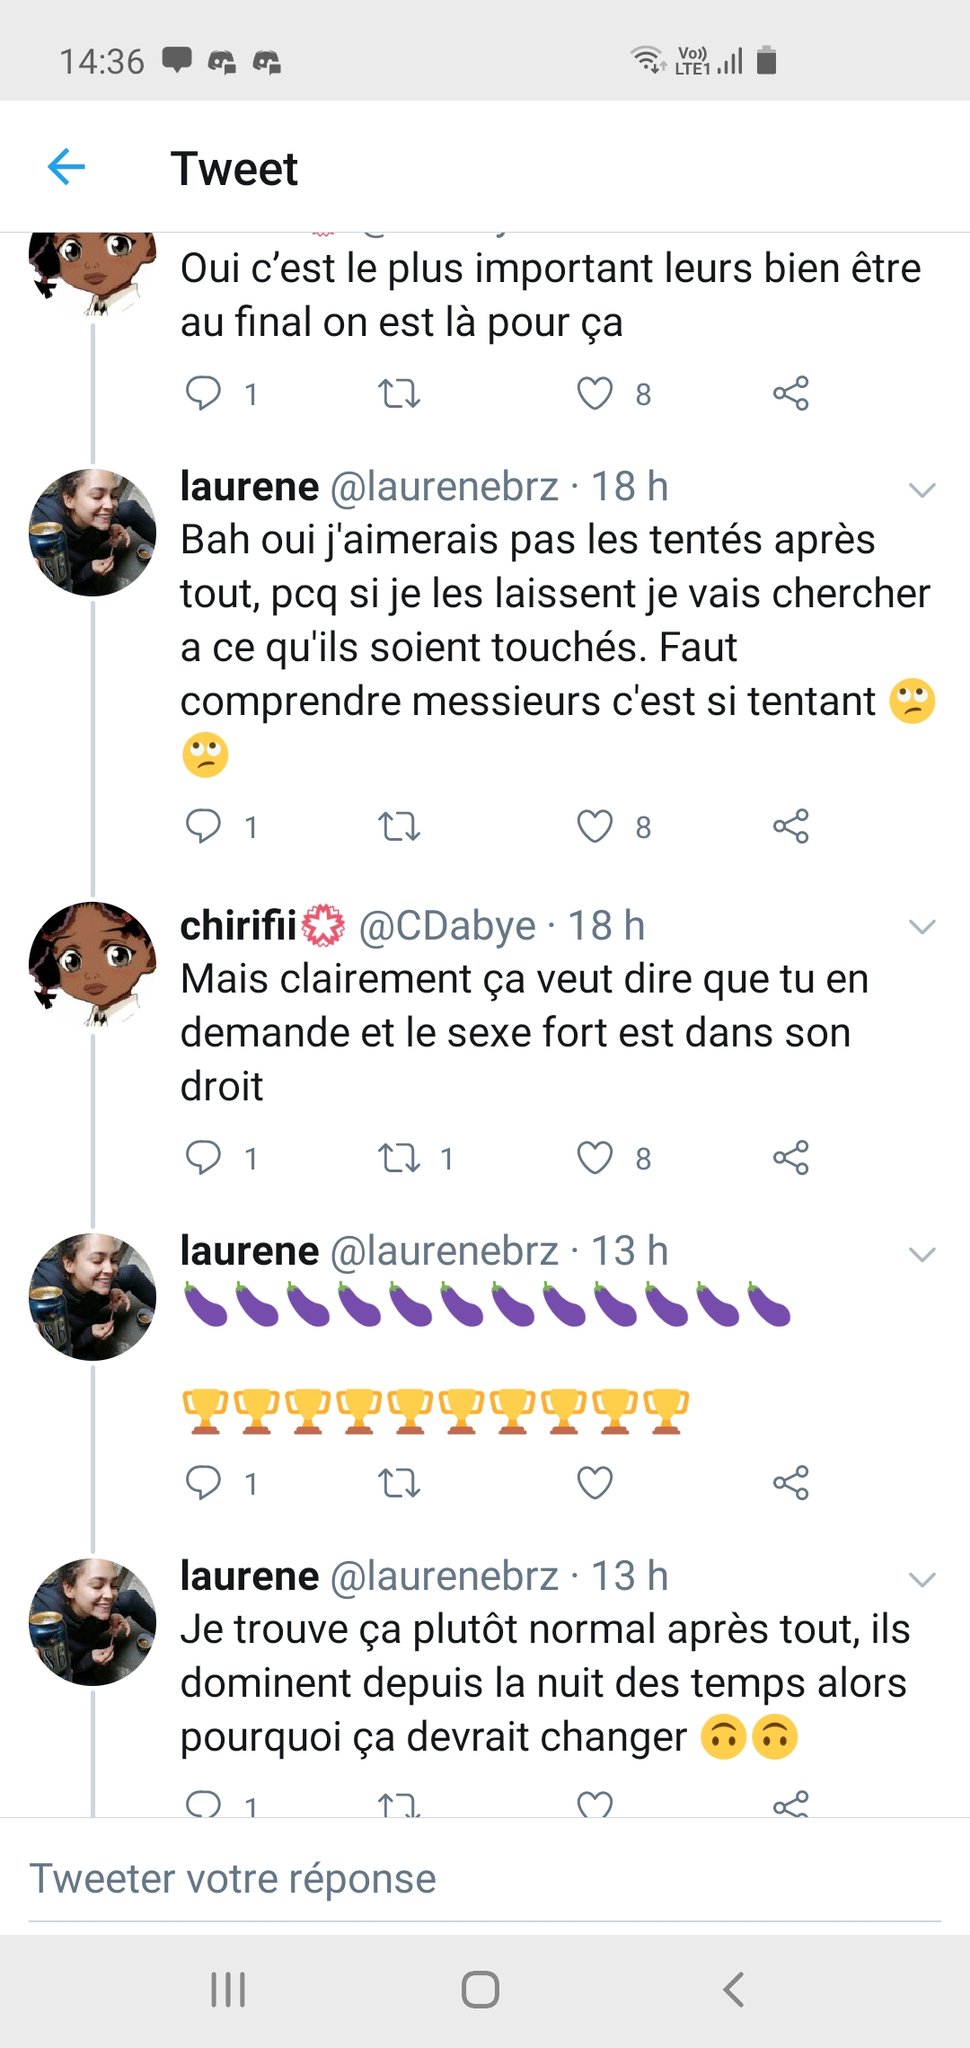 14:36
Vo)) LTE1
Tweet
Oui c’est le plus important leurs bien être
au final on est là pour ça
1 8
laurene @laurenebrz · 18 h
Bah oui j'aimerais pas les tentés après
tout, pcq si je les laissent je vais chercher
a ce qu'ils soient touchés. Faut
comprendre messieurs c'est si tentant 🙄
🙄
1 8
chirifii💮 @CDabye · 18 h
Mais clairement ça veut dire que tu en
demande et le sexe fort est dans son
droit
1 1 8
laurene @laurenebrz · 13 h
🍆🍆🍆🍆🍆🍆🍆🍆🍆🍆🍆🍆
🏆🏆🏆🏆🏆🏆🏆🏆🏆🏆
1
laurene @laurenebrz · 13 h
Je trouve ça plutôt normal après tout, ils
dominent depuis la nuit des temps alors
pourquoi ça devrait changer 🙃🙃
1
Tweeter votre réponse